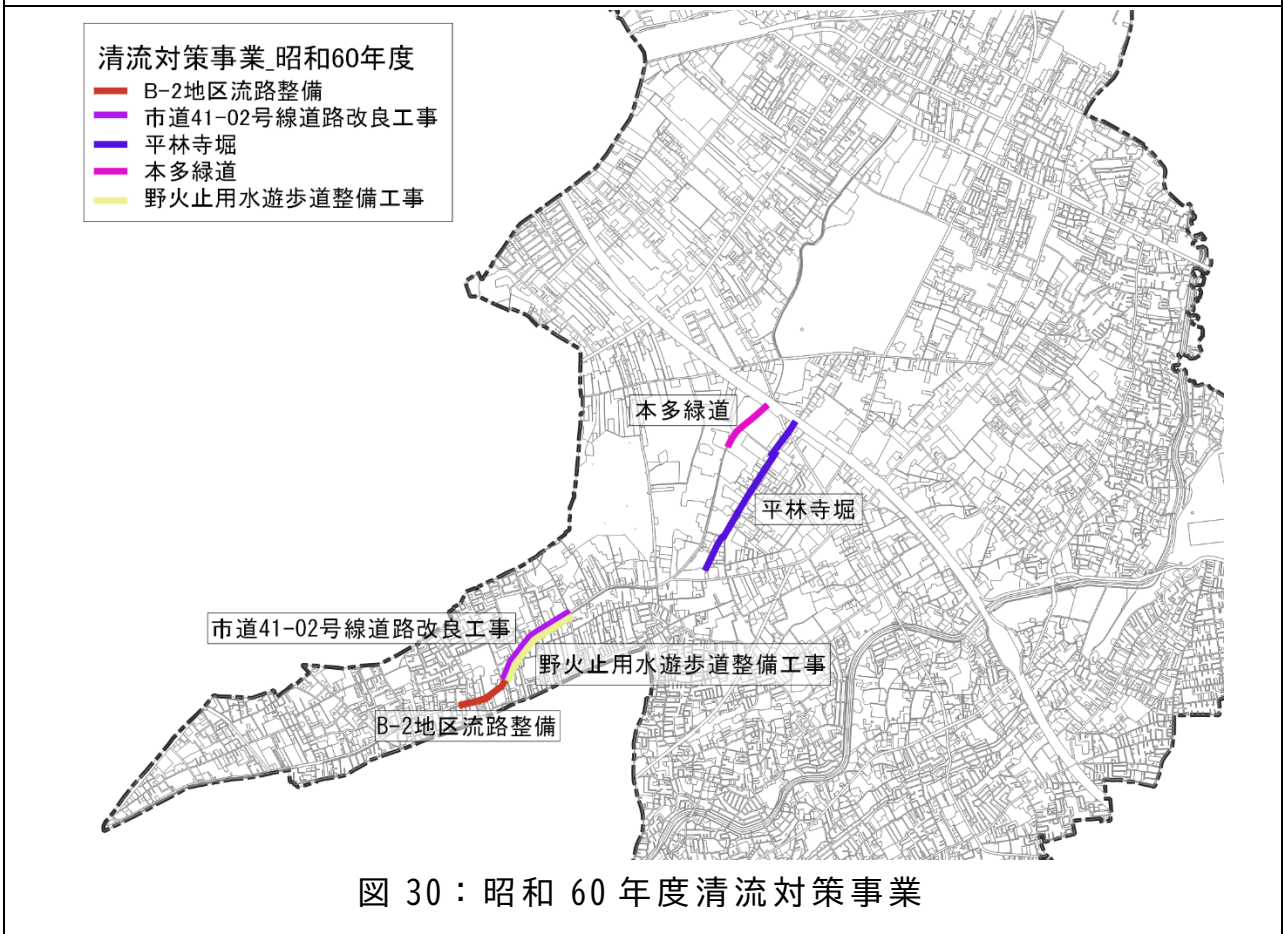 清流対策事業_昭和60年度
B-2地区流路整備
市道41-02号線道路改良工事
平林寺堀
本多緑道
野火止用水遊歩道整備工事
本多緑道
平林寺堀
市道41-02号線道路改良工事
野火止用水遊歩道整備工事
B-2地区流路整備
図 30：昭和 60 年度清流対策事業